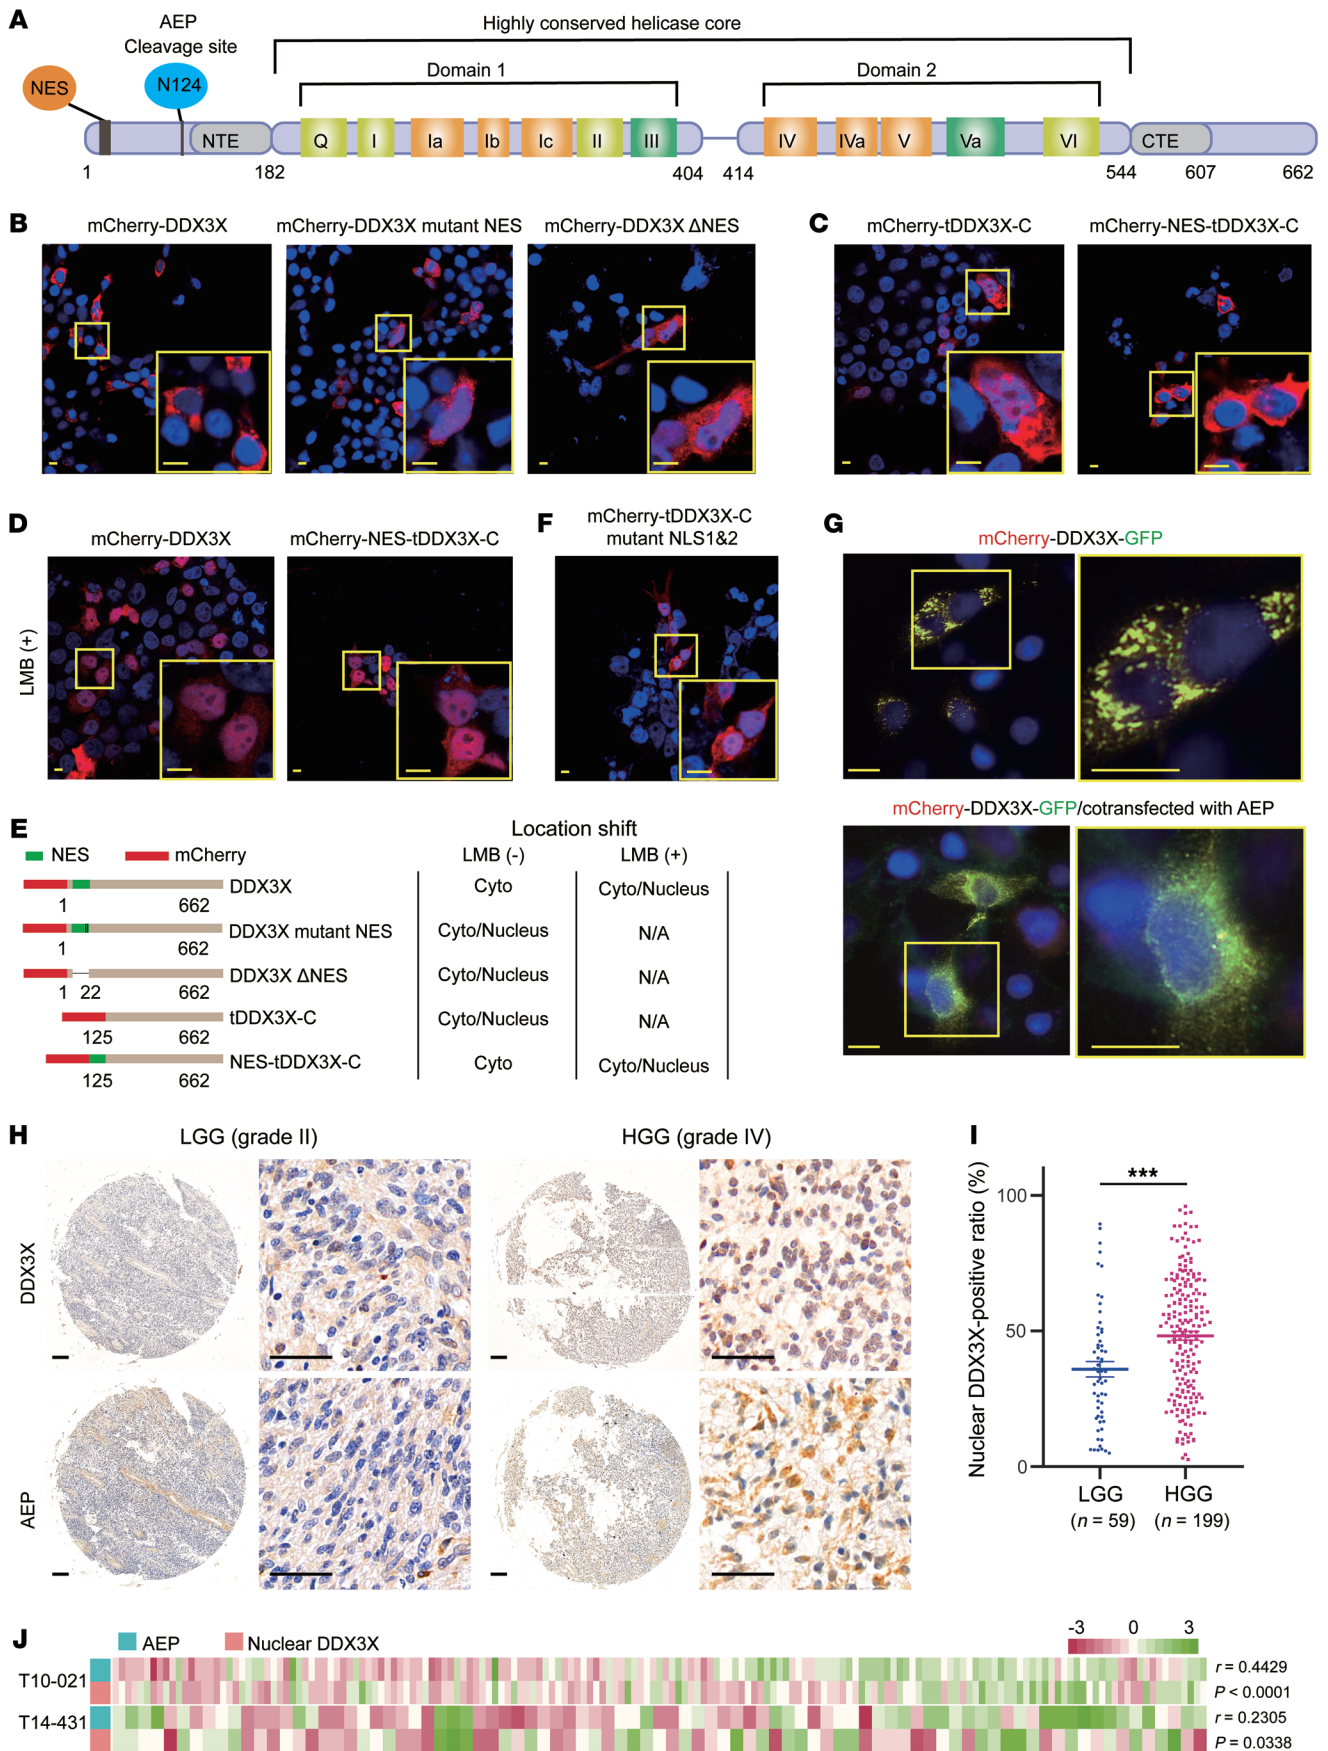 A
AEP
Cleavage site
Highly conserved helicase core
NES
N124
Domain 1
Domain 2
NTE
Q
I
Ia
Ib
Ic
II
III
IV
IVa
V
Va
VI
CTE
1
182
404
414
544
607
662
B
mCherry-DDX3X
mCherry-DDX3X mutant NES
mCherry-DDX3X ΔNES
C
mCherry-tDDX3X-C
mCherry-NES-tDDX3X-C
D
mCherry-DDX3X
mCherry-NES-tDDX3X-C
LMB (+)
F
mCherry-tDDX3X-C
mutant NLS1&2
G
mCherry-DDX3X-GFP
mCherry-DDX3X-GFP/cotransfected with AEP
E
Location shift
NES
mCherry
LMB (-)
LMB (+)
DDX3X
Cyto
Cyto/Nucleus
1
662
DDX3X mutant NES
Cyto/Nucleus
N/A
1
662
DDX3X ΔNES
Cyto/Nucleus
N/A
1
22
662
tDDX3X-C
Cyto/Nucleus
N/A
125
662
NES-tDDX3X-C
Cyto
Cyto/Nucleus
125
662
H
LGG (grade II)
HGG (grade IV)
DDX3X
AEP
I
Nuclear DDX3X-positive ratio (%)
***
100
50
0
LGG
(n = 59)
HGG
(n = 199)
J
AEP
Nuclear DDX3X
-3
0
3
T10-021
r = 0.4429
P < 0.0001
T14-431
r = 0.2305
P = 0.0338